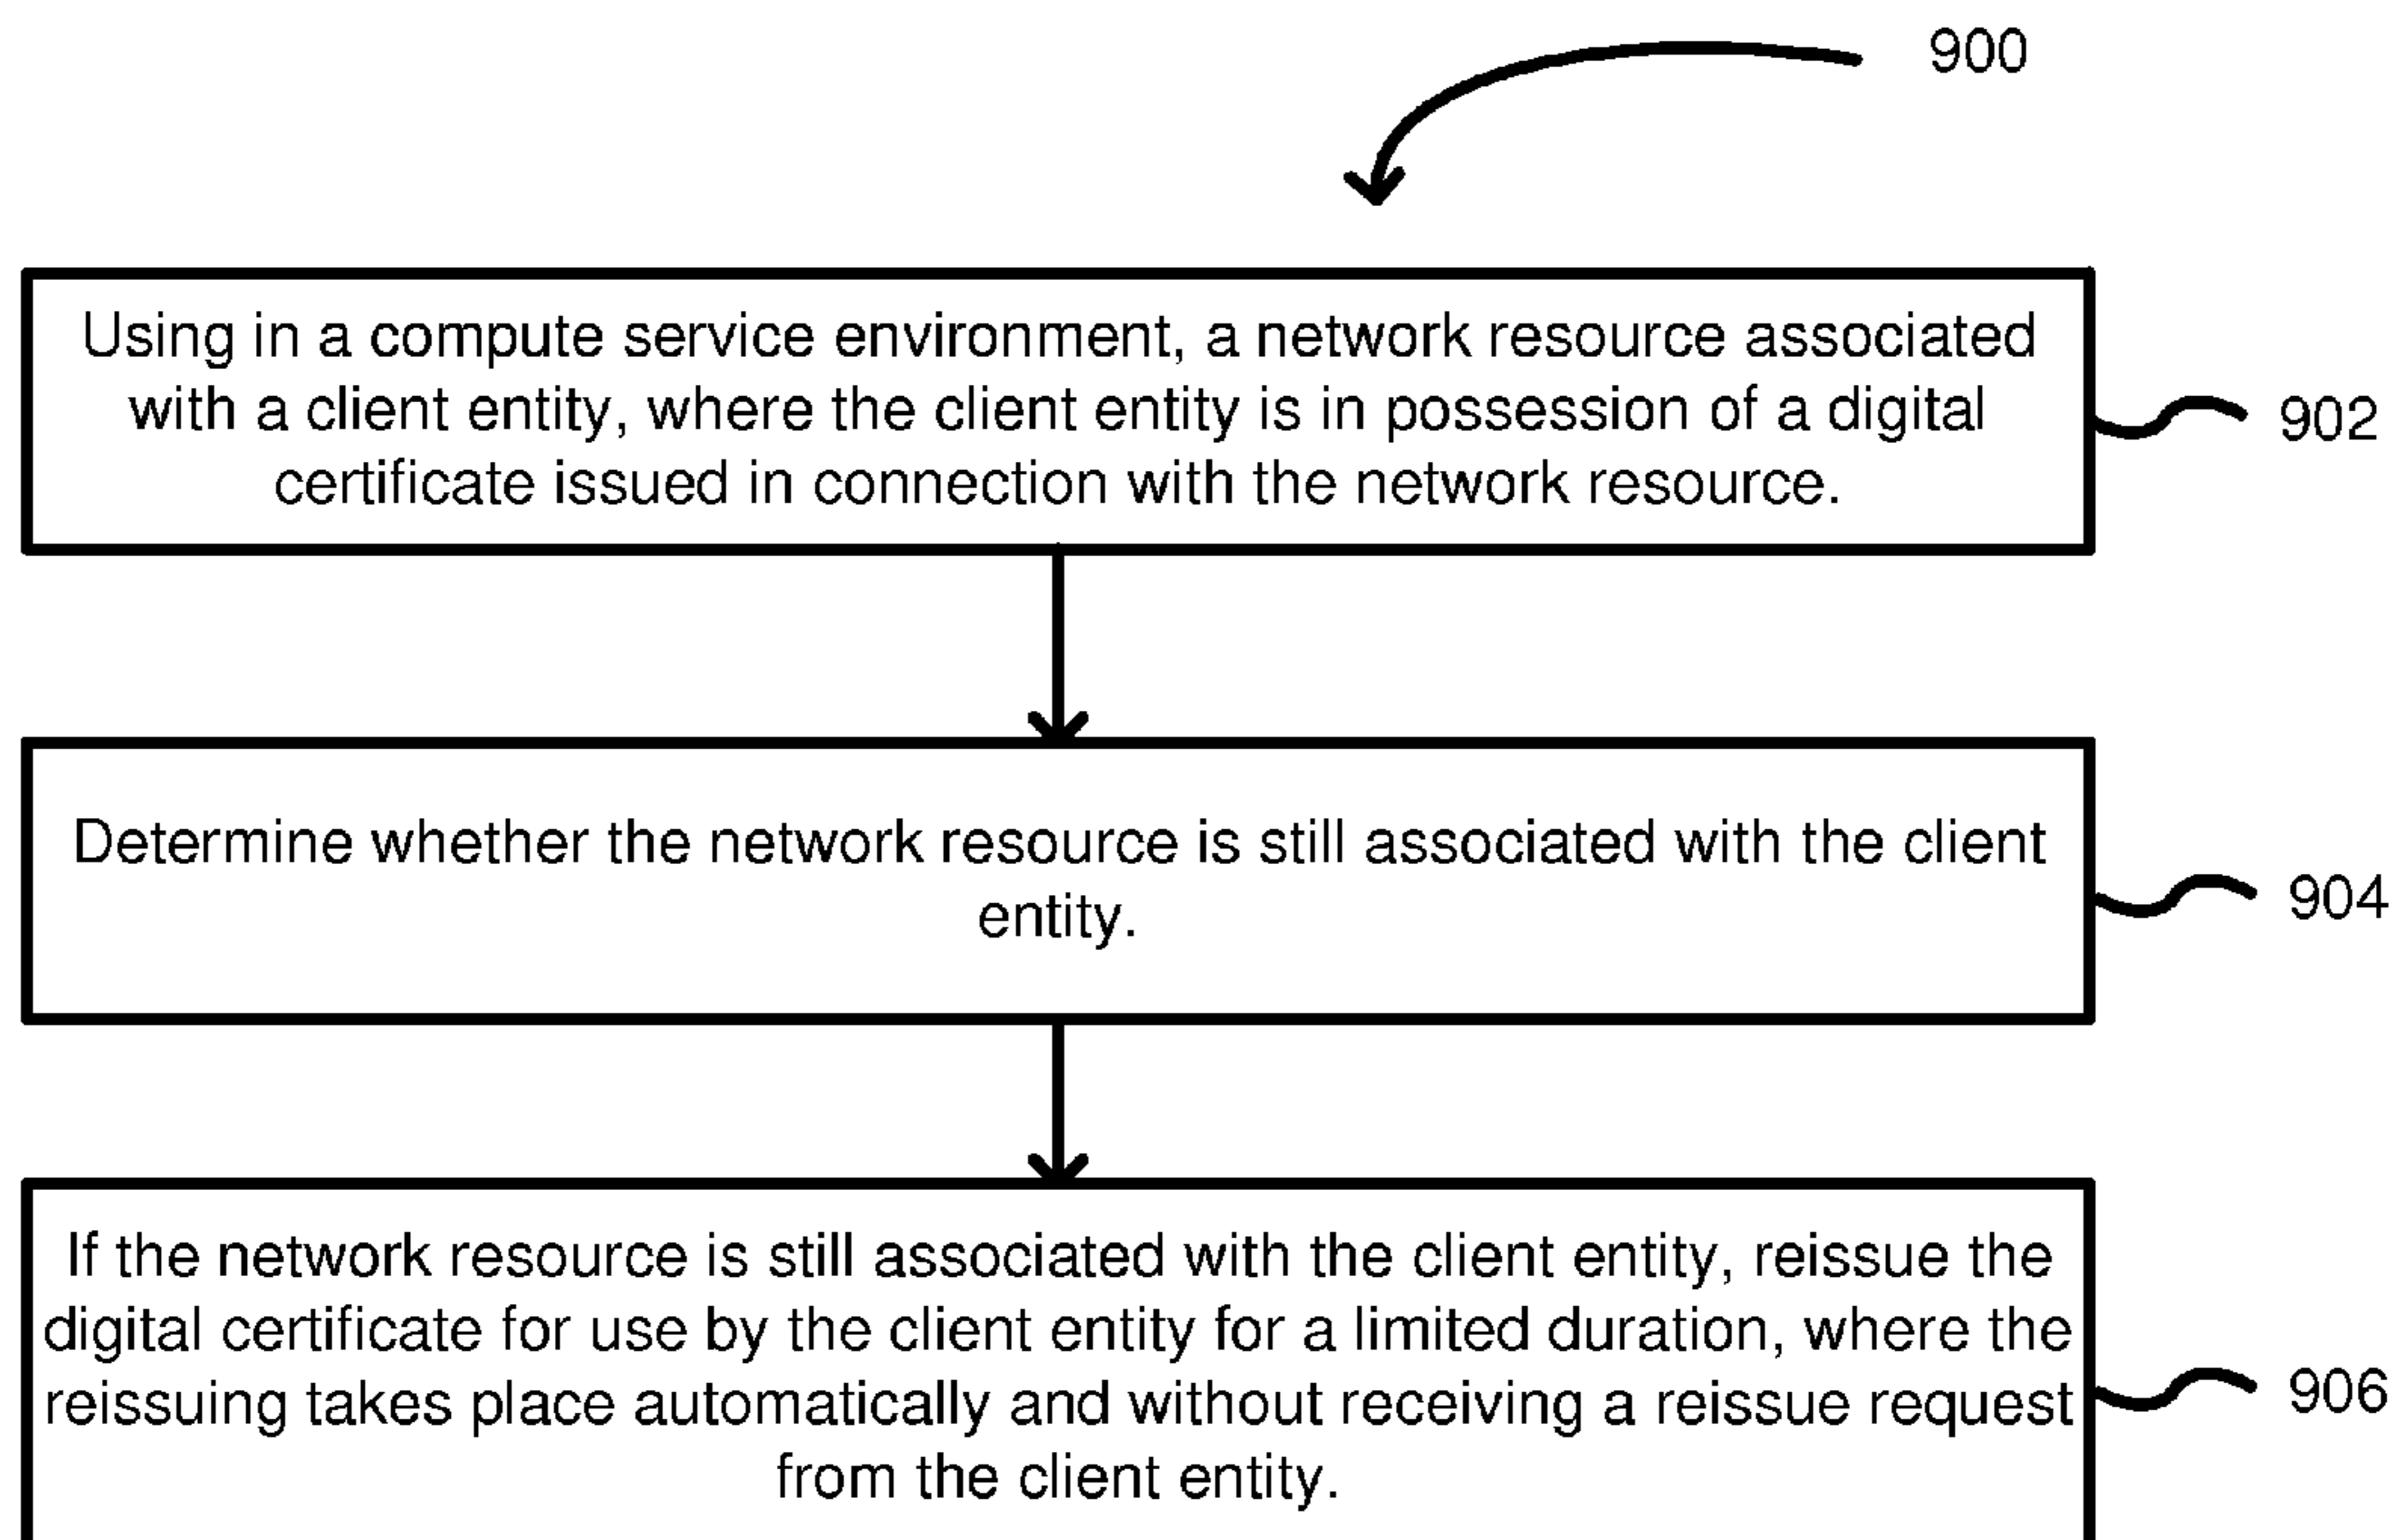 900
Using in a compute service environment, a network resource associated
with a client entity, where the client entity is in possession of a digital
certificate issued in connection with the network resource.
902
Determine whether the network resource is still associated with the client
entity.
904
If the network resource is still associated with the client entity, reissue the
digital certificate for use by the client entity for a limited duration, where the
reissuing takes place automatically and without receiving a reissue request
from the client entity.
906